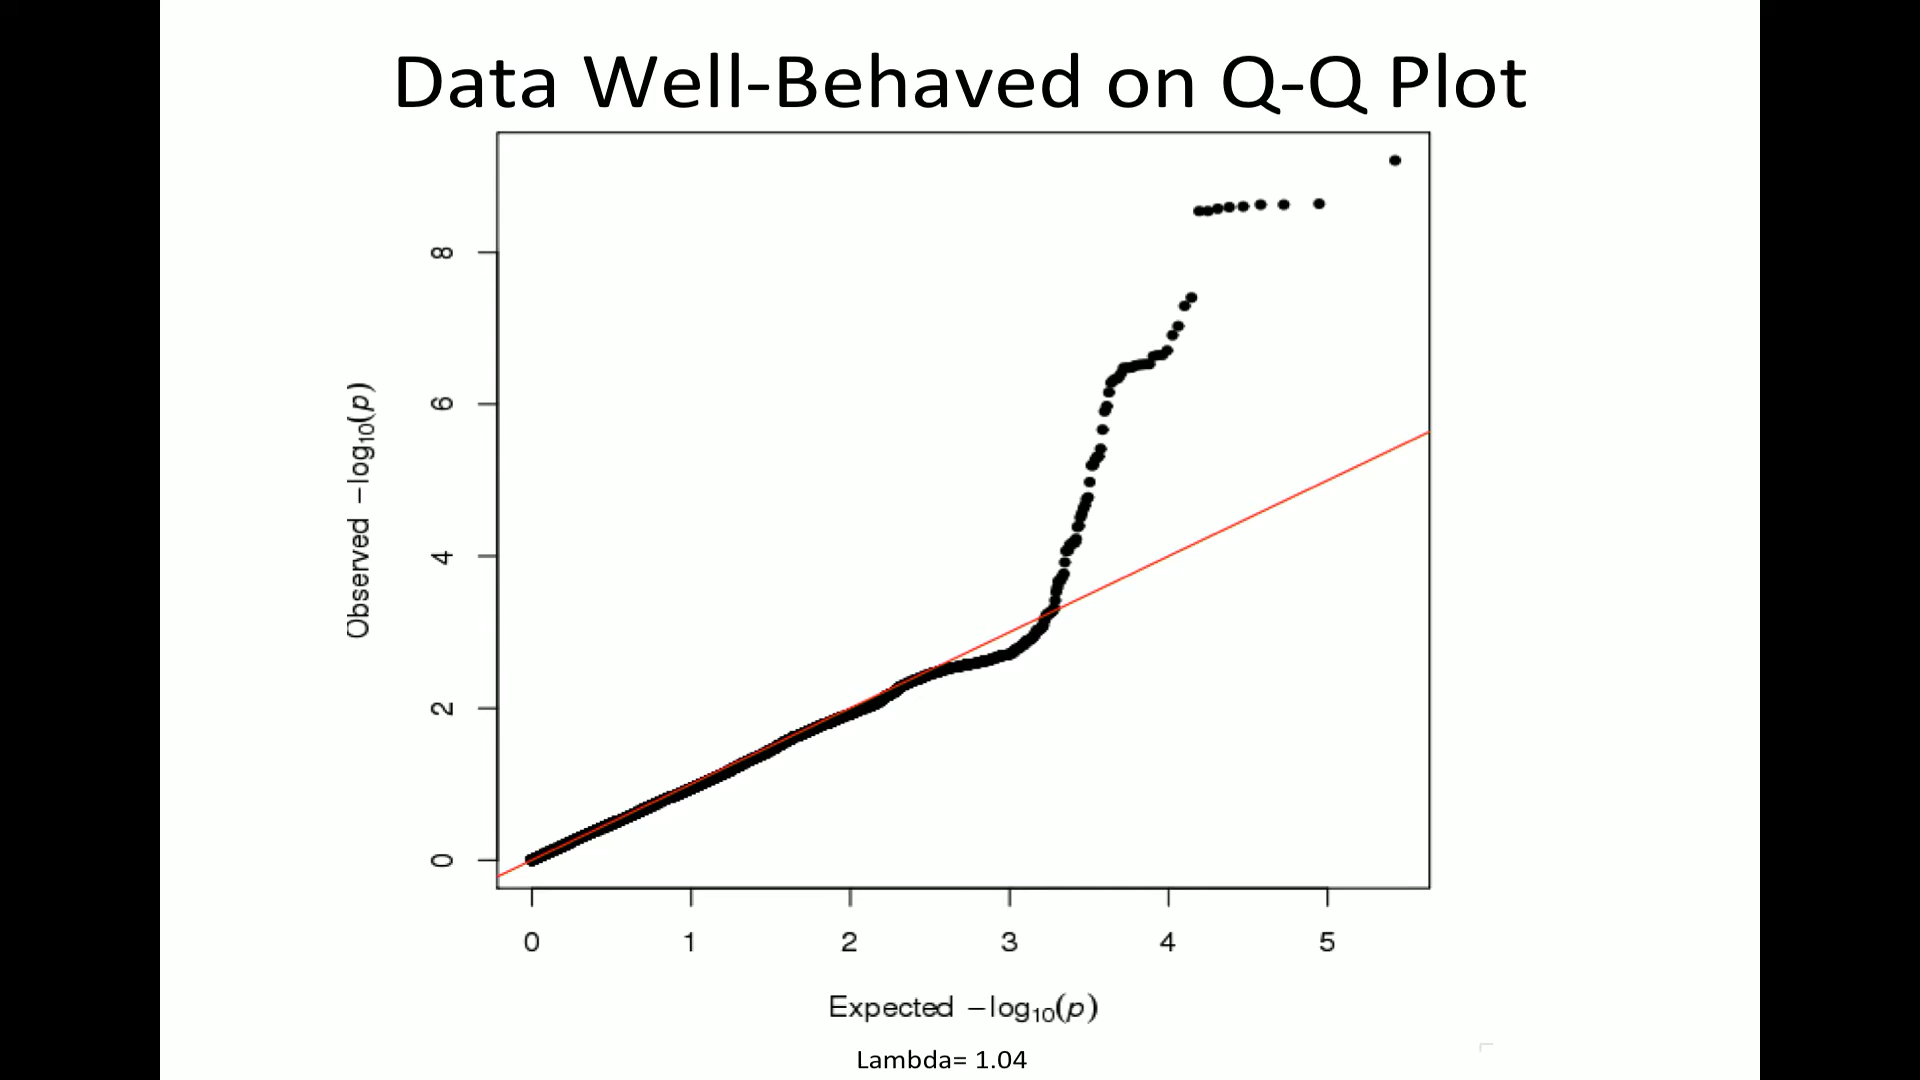 Data Well-Behaved on Q-Q Plot
8
6
4
2
0
Observed −log₁₀(p)
0 1 2 3 4 5
Expected −log₁₀(p)
Lambda= 1.04